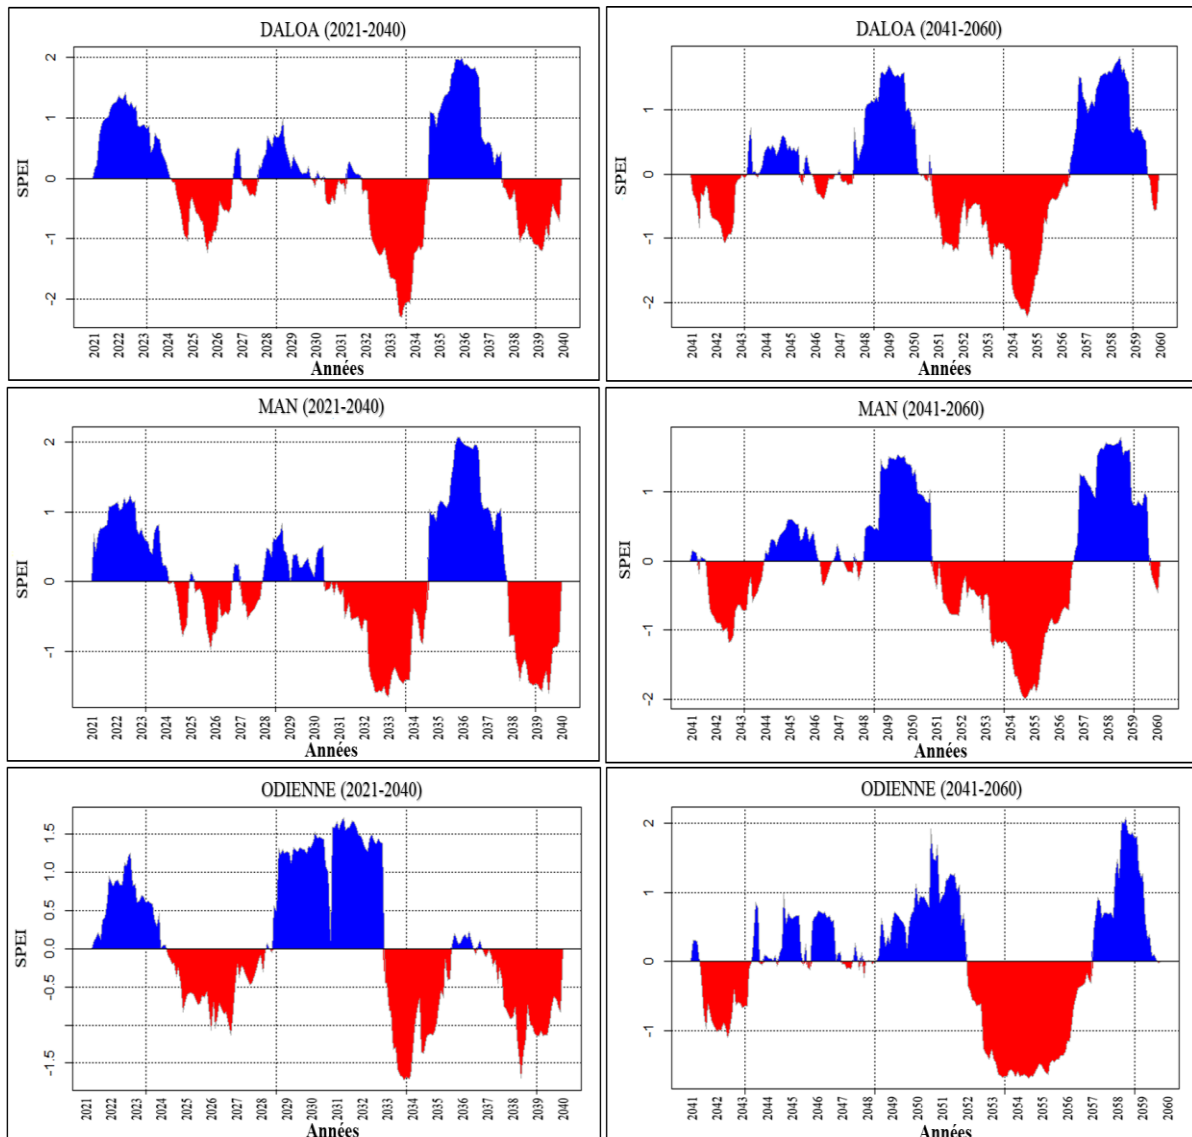 DALOA (2021-2040)
2
1
0
-1
-2
SPEI
2021 2022 2023 2024 2025 2026 2027 2028 2029 2030 2031 2032 2033 2034 2035 2036 2037 2038 2039 2040
Années
DALOA (2041-2060)
1
0
-1
-2
SPEI
2041 2042 2043 2044 2045 2046 2047 2048 2049 2050 2051 2052 2053 2054 2055 2056 2057 2058 2059 2060
Années
MAN (2021-2040)
2
1
0
-1
SPEI
2021 2022 2023 2024 2025 2026 2027 2028 2029 2030 2031 2032 2033 2034 2035 2036 2037 2038 2039 2040
Années
MAN (2041-2060)
1
0
-1
-2
SPEI
2041 2042 2043 2044 2045 2046 2047 2048 2049 2050 2051 2052 2053 2054 2055 2056 2057 2058 2059 2060
Années
ODIENNE (2021-2040)
1.5
1.0
0.5
0.0
-0.5
-1.5
SPEI
2021 2022 2023 2024 2025 2026 2027 2028 2029 2030 2031 2032 2033 2034 2035 2036 2037 2038 2039 2040
Années
ODIENNE (2041-2060)
2
1
0
-1
SPEI
2041 2042 2043 2044 2045 2046 2047 2048 2049 2050 2051 2052 2053 2054 2055 2056 2058 2059 2060
Années